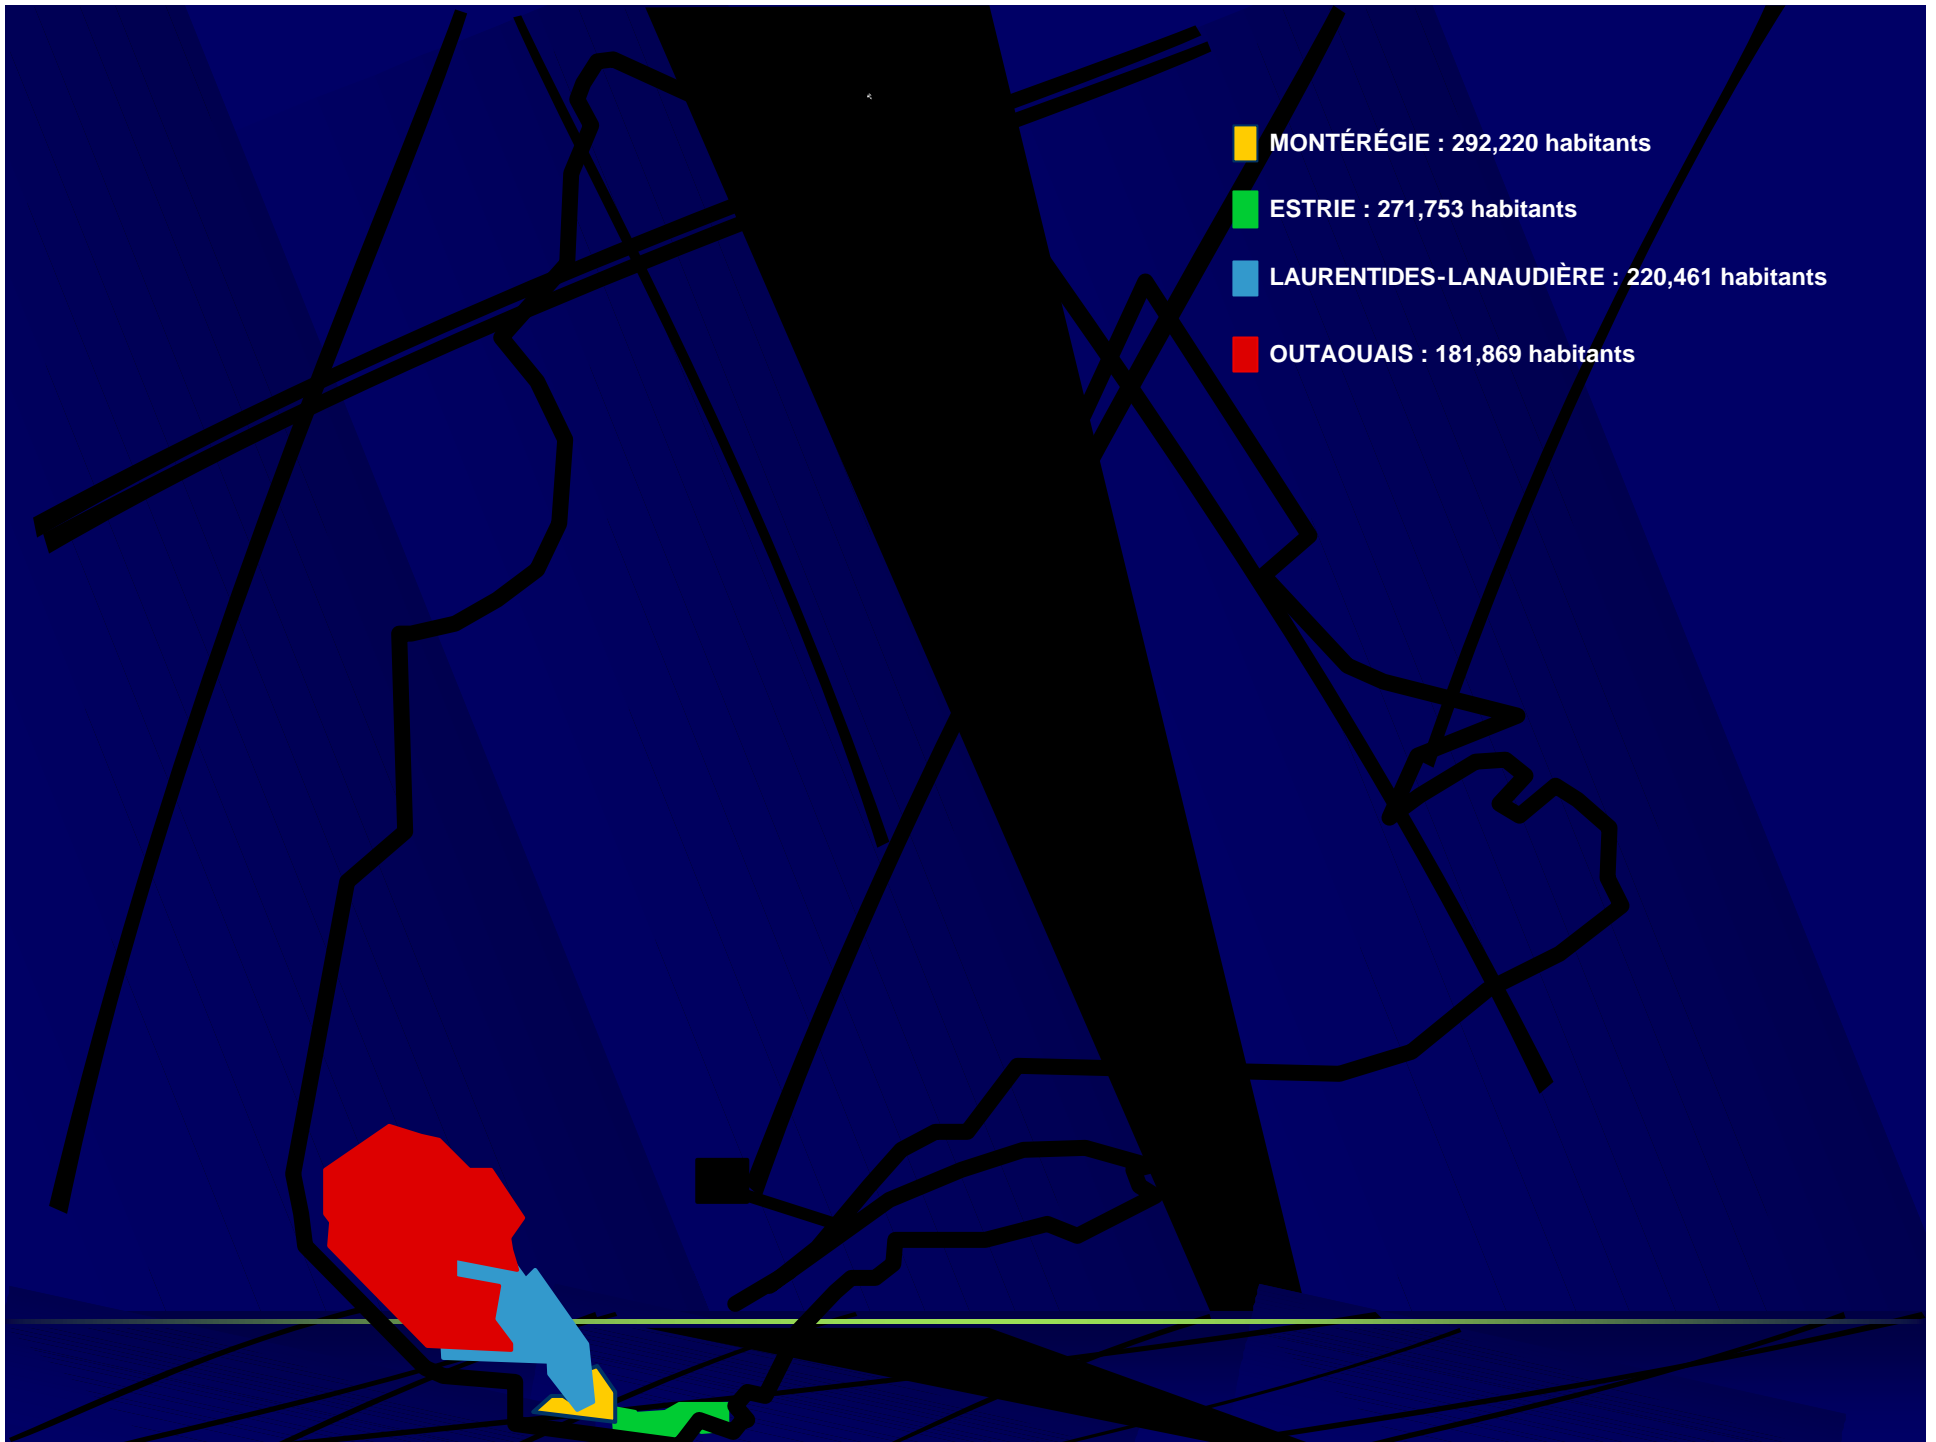 MONTÉRÉGIE : 292,220 habitants
ESTRIE : 271,753 habitants
LAURENTIDES-LANAUDIÈRE : 220,461 habitants
OUTAOUAIS : 181,869 habitants